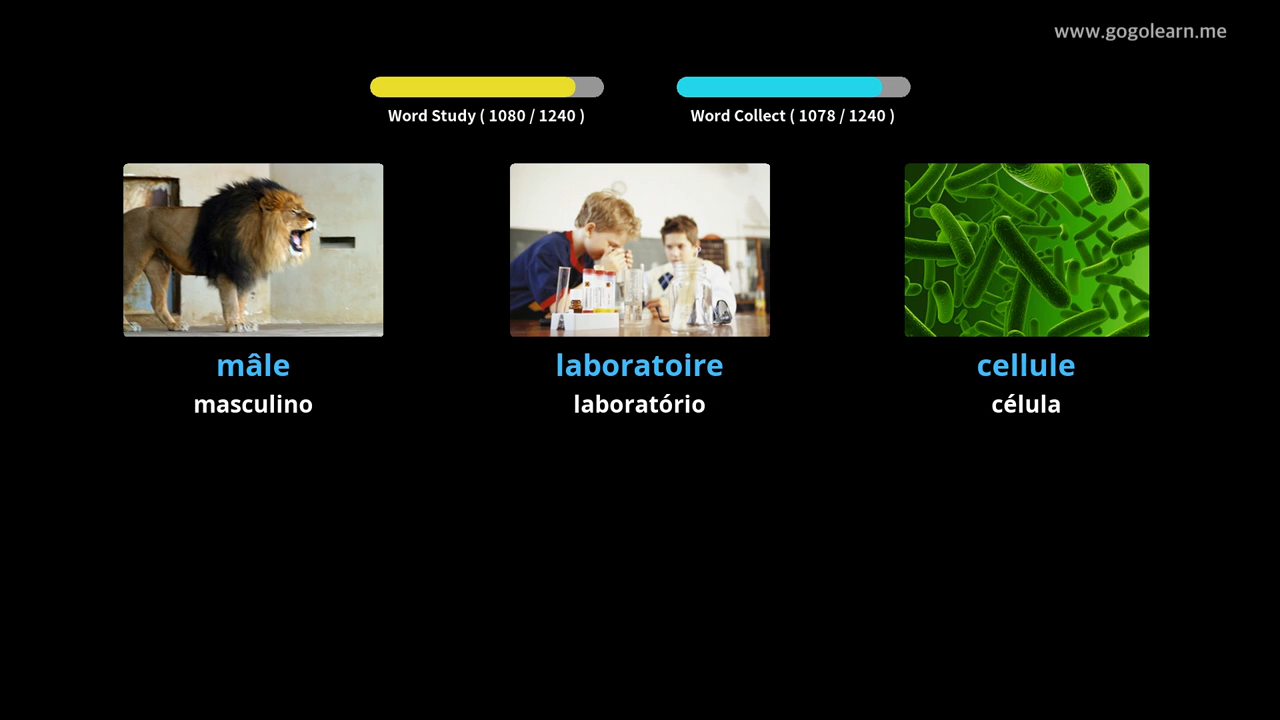 www.gogolearn.me
Word Study ( 1080 / 1240 )
Word Collect ( 1078 / 1240 )
mâle
masculino
laboratoire
laboratório
cellule
célula